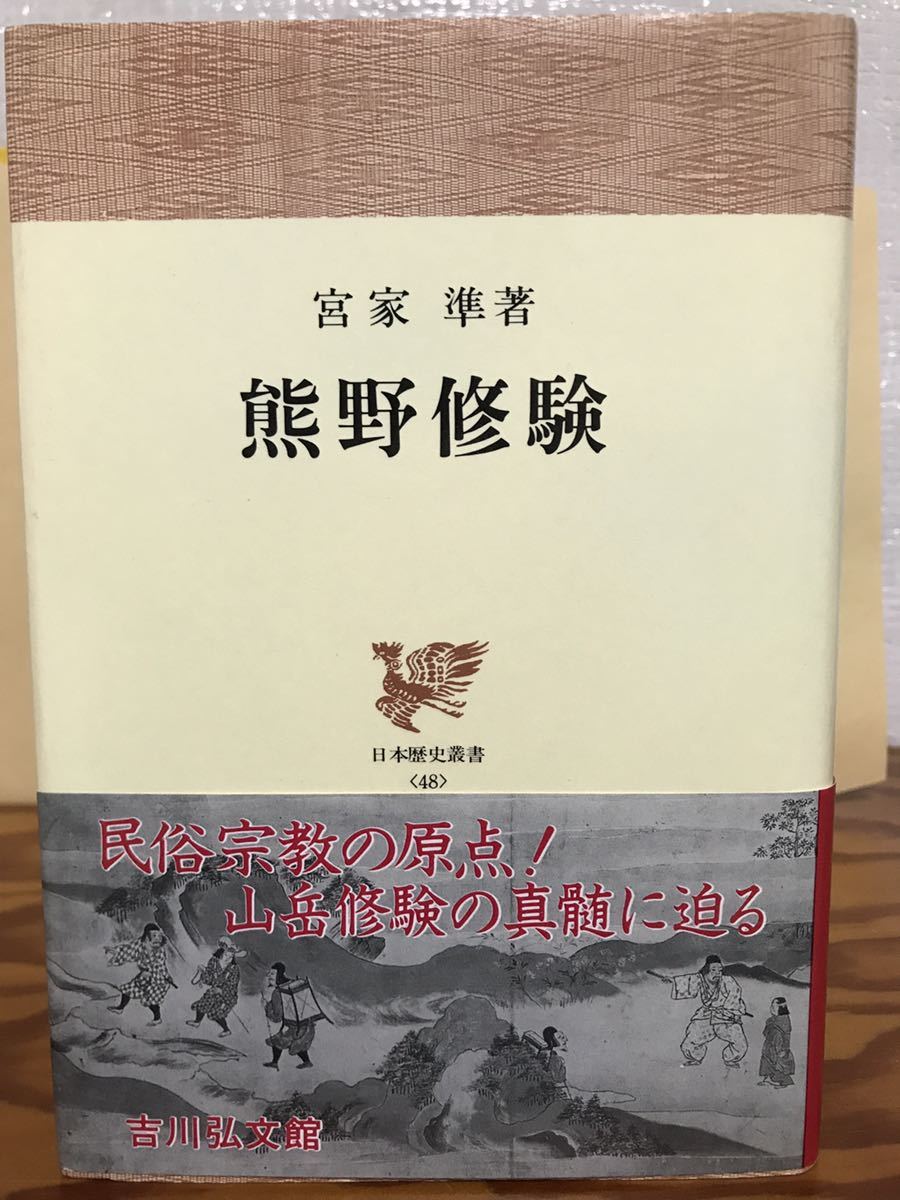 宮家 準著
熊野修験
日本歴史叢書
〈48〉
民俗宗教の原点!
山岳修験の真髄に迫る
吉川弘文館